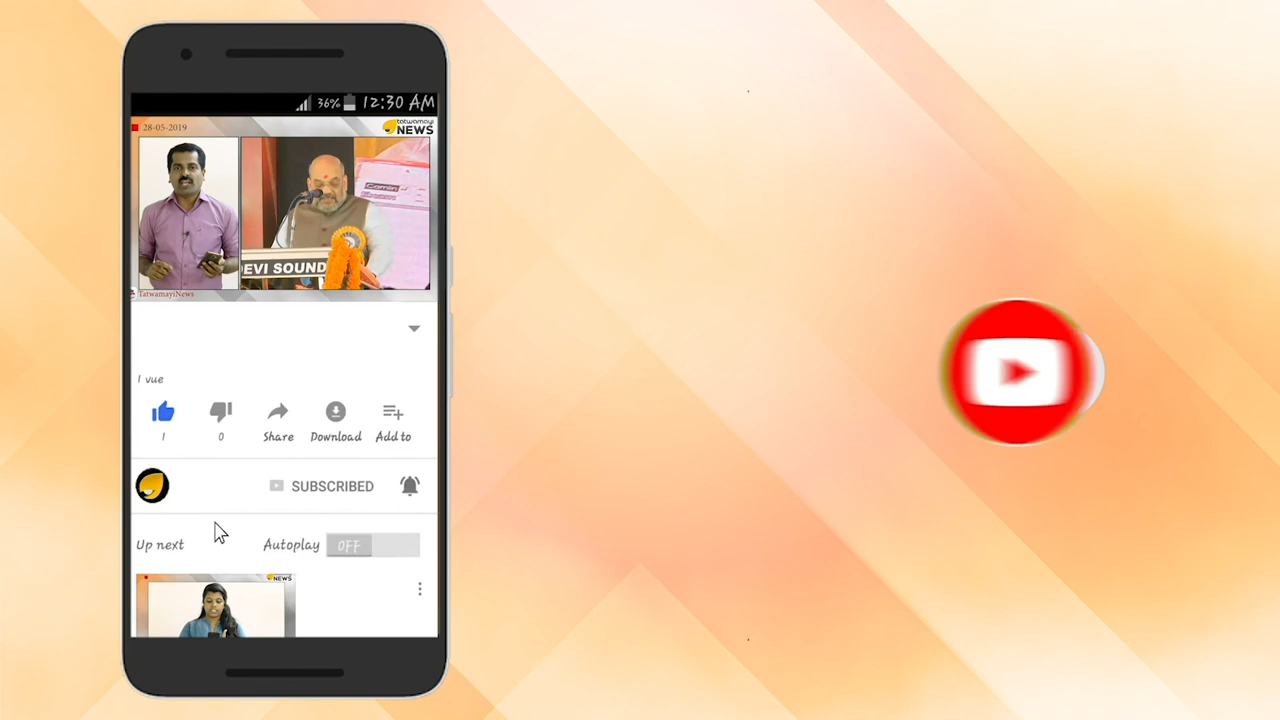 36% 12:30 AM
28-05-2019
tatwamayi
NEWS
DEVI SOUND
TatwamayiNews
1 vue
1
0
Share
Download
Add to
SUBSCRIBED
Up next
Autoplay
OFF
NEWS